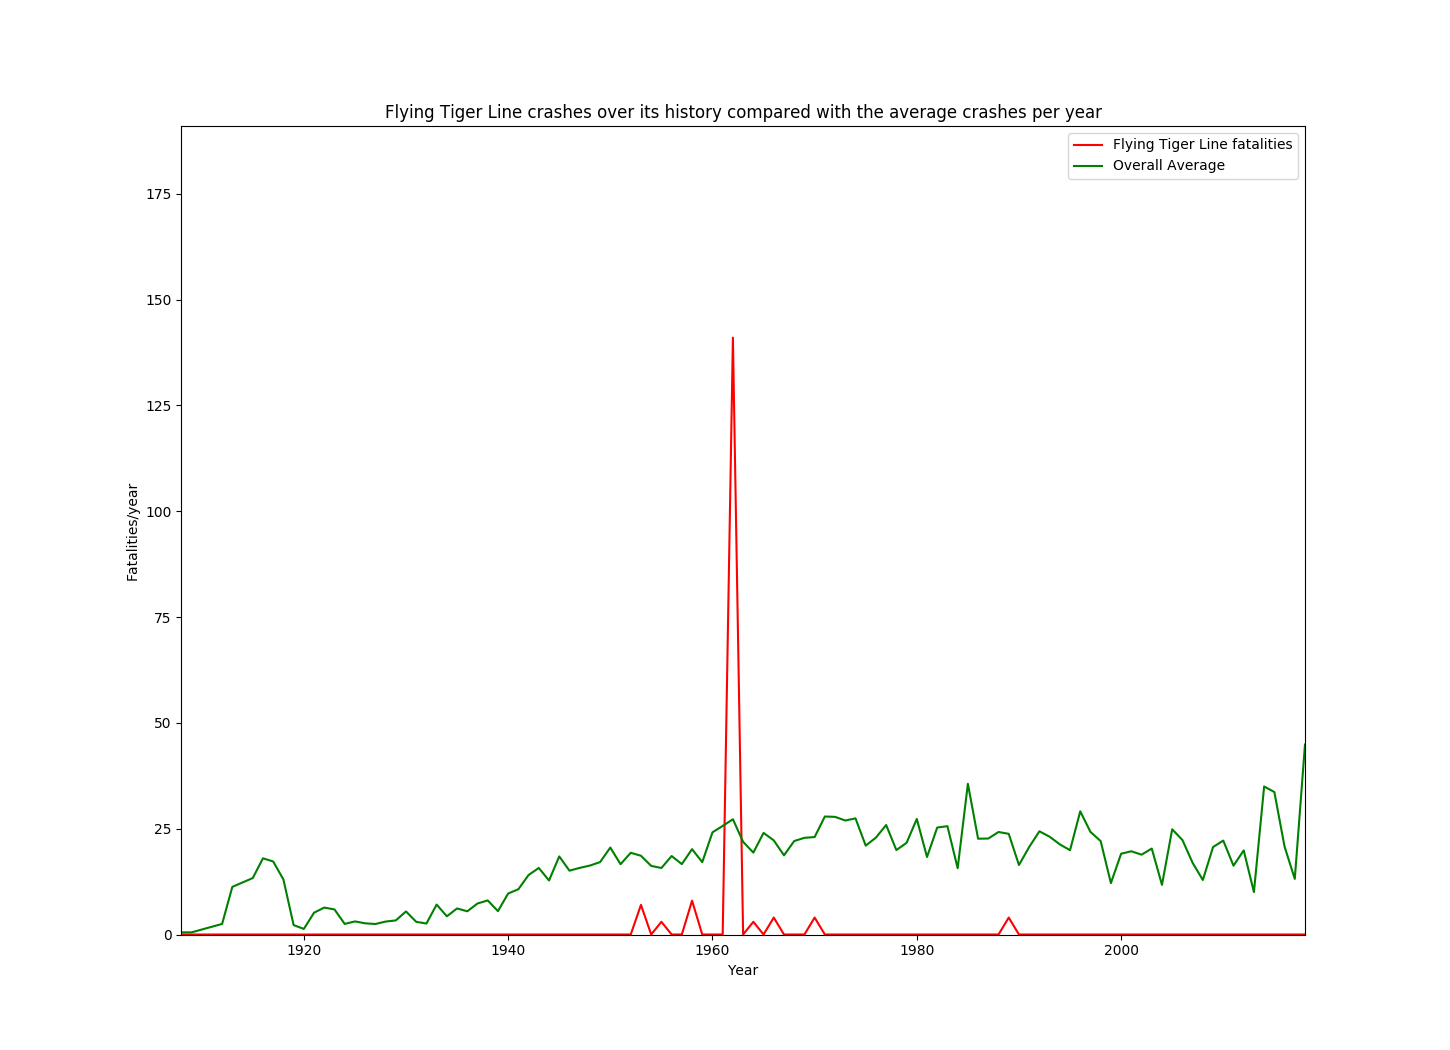 Flying Tiger Line crashes over its history compared with the average crashes per year
Flying Tiger Line fatalities
Overall Average
175
150
125
100
75
50
25
0
Fatalities/year
1920
1940
1960
1980
2000
Year